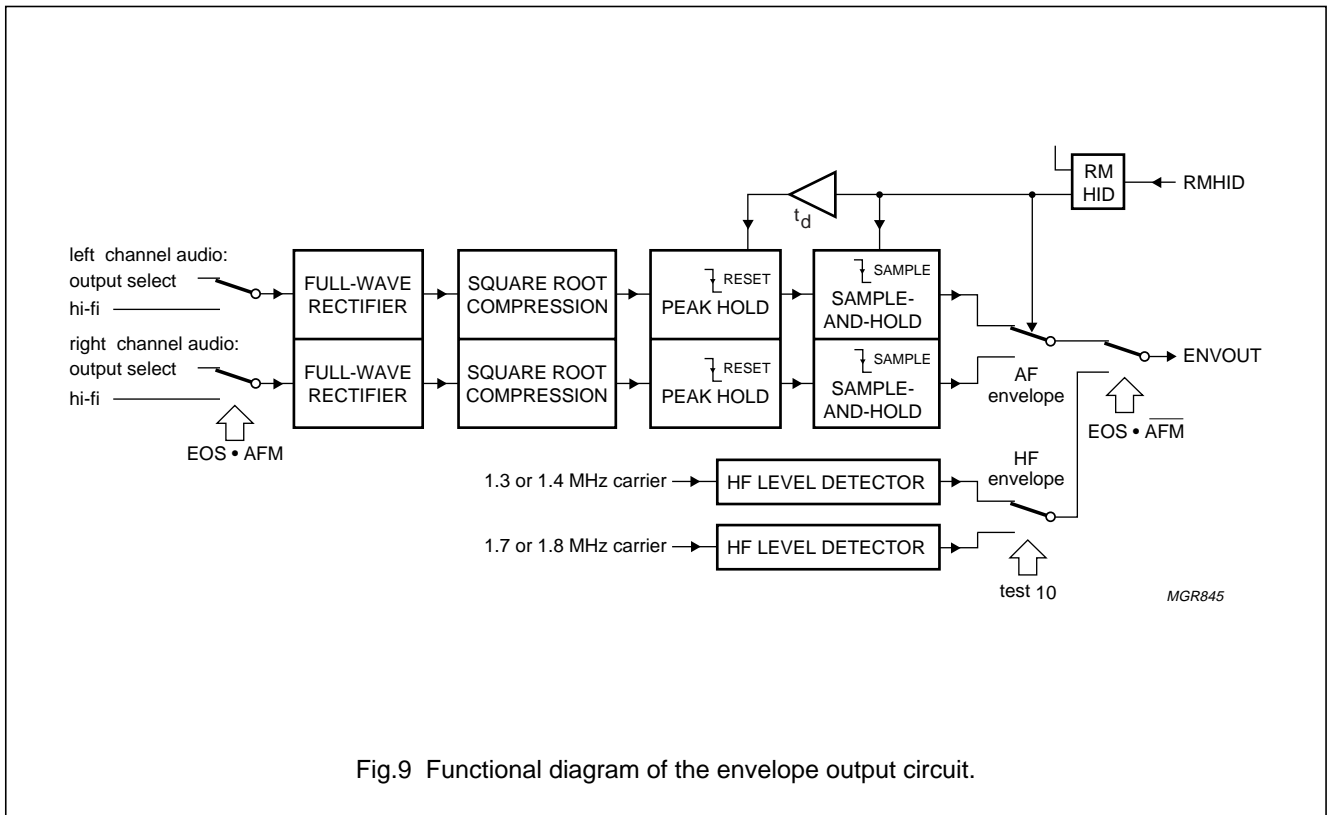 RM
HID
RMHID
td
left channel audio:
output select
hi-fi
right channel audio:
output select
hi-fi
EOS • AFM
FULL-WAVE
RECTIFIER
SQUARE ROOT
COMPRESSION
RESET
PEAK HOLD
SAMPLE
SAMPLE-
AND-HOLD
FULL-WAVE
RECTIFIER
SQUARE ROOT
COMPRESSION
RESET
PEAK HOLD
SAMPLE
SAMPLE-
AND-HOLD
AF
envelope
ENVOUT
EOS • A̅F̅M̅
HF
envelope
1.3 or 1.4 MHz carrier
HF LEVEL DETECTOR
1.7 or 1.8 MHz carrier
HF LEVEL DETECTOR
test 10
MGR845
Fig.9 Functional diagram of the envelope output circuit.